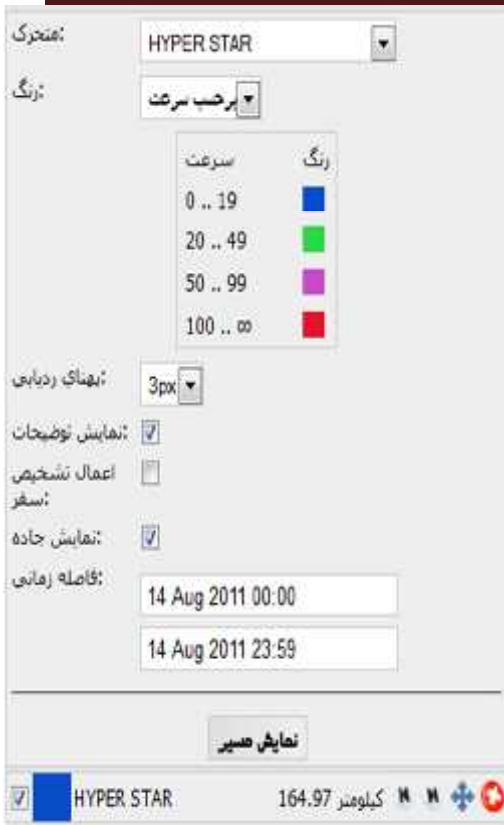 متحرک:
HYPER STAR
رنگ:
برحسب سرعت
سرعت رنگ
0 .. 19
20 .. 49
50 .. 99
100 .. ∞
پهنای ردیابی:
3px
نمایش توضیحات:
اعمال تشخیص
سفر:
نمایش جاده:
فاصله زمانی:
14 Aug 2011 00:00
14 Aug 2011 23:59
نمایش مسیر
HYPER STAR 164.97 کیلومتر